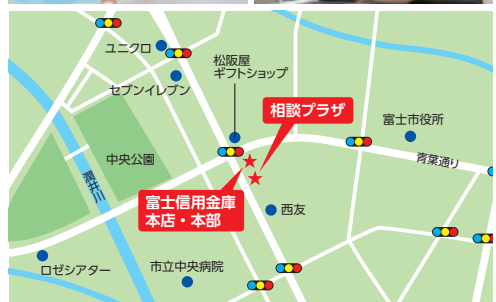 ユニクロ
松阪屋
ギフトショップ
セブンイレブン
相談プラザ
富士市役所
中央公園
青葉通り
潤井川
富士信用金庫
本店・本部
西友
ロゼシアター
市立中央病院